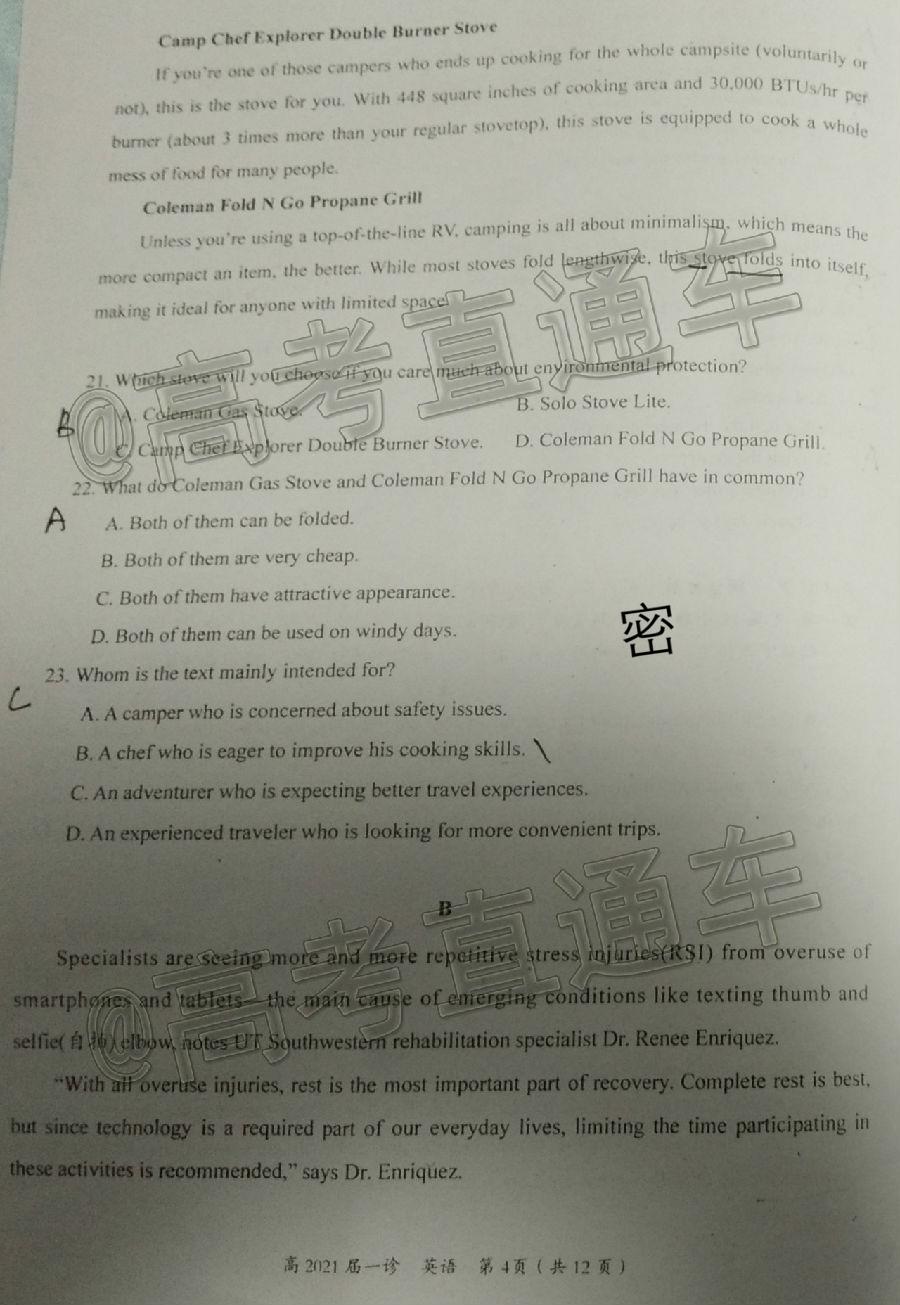 Camp Chef Explorer Double Burner Stove
If you're one of those campers who ends up cooking for the whole campsite (voluntarily or
not), this is the stove for you. With 448 square inches of cooking area and 30,000 BTUs/hr per
burner (about 3 times more than your regular stovetop), this stove is equipped to cook a whole
mess of food for many people.
Coleman Fold N Go Propane Grill
Unless you're using a top-of-the-line RV, camping is all about minimalism, which means the
more compact an item, the better. While most stoves fold lengthwise, this stove folds into itself,
making it ideal for anyone with limited space.
21. Which stove will you choose if you care much about environmental protection?
B
A. Coleman Gas Stove.
B. Solo Stove Lite.
C. Camp Chef Explorer Double Burner Stove.
D. Coleman Fold N Go Propane Grill.
22. What do Coleman Gas Stove and Coleman Fold N Go Propane Grill have in common?
A
A. Both of them can be folded.
B. Both of them are very cheap.
C. Both of them have attractive appearance.
D. Both of them can be used on windy days.
密
23. Whom is the text mainly intended for?
C
A. A camper who is concerned about safety issues.
B. A chef who is eager to improve his cooking skills.
C. An adventurer who is expecting better travel experiences.
D. An experienced traveler who is looking for more convenient trips.
@高考直通车
B
Specialists are seeing more and more repetitive stress injuries(RSI) from overuse of
smartphones and tablets—the main cause of emerging conditions like texting thumb and
selfie(自拍) elbow, notes UT Southwestern rehabilitation specialist Dr. Renee Enriquez.
"With all overuse injuries, rest is the most important part of recovery. Complete rest is best,
but since technology is a required part of our everyday lives, limiting the time participating in
these activities is recommended," says Dr. Enriquez.
@高考直通车
高 2021 届一诊 英语 第 4页 ( 共 12 页 )